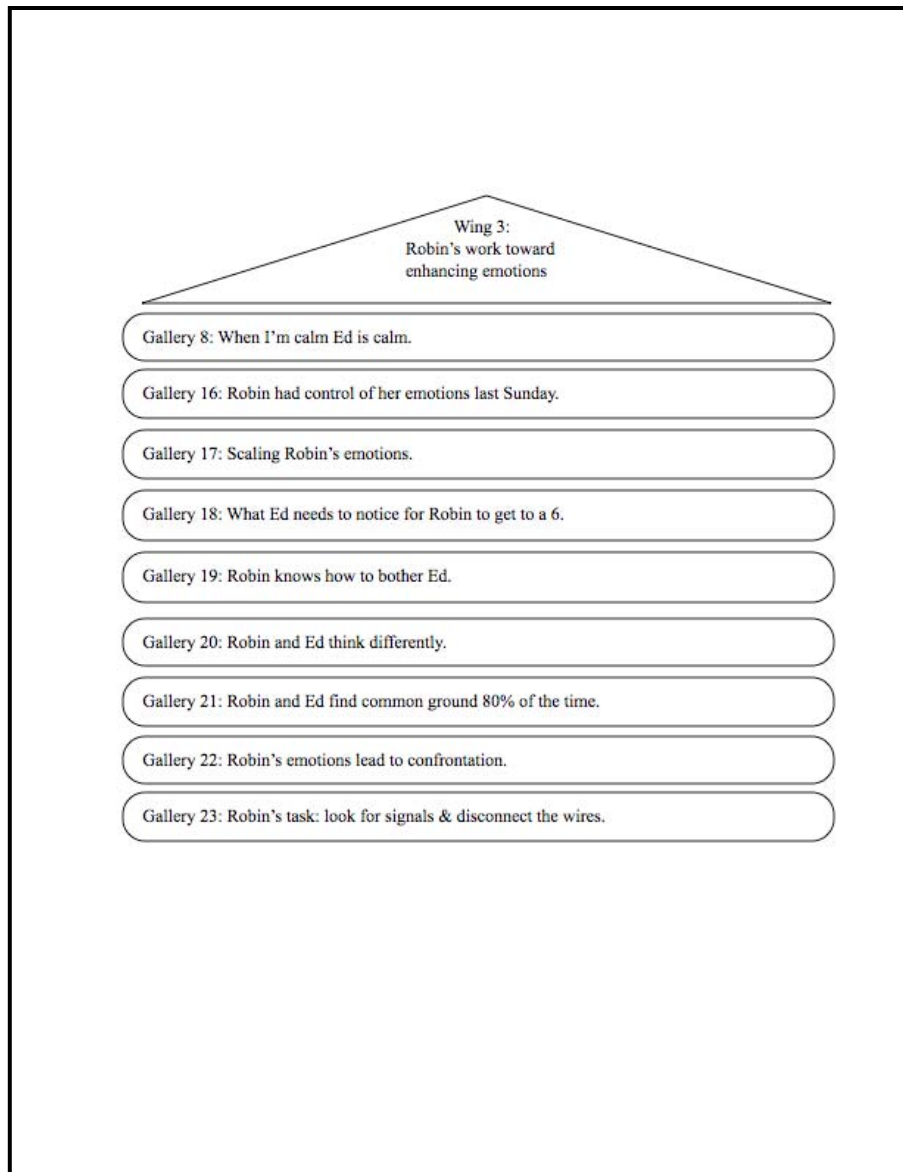 Wing 3:
Robin’s work toward
enhancing emotions
Gallery 8: When I’m calm Ed is calm.
Gallery 16: Robin had control of her emotions last Sunday.
Gallery 17: Scaling Robin’s emotions.
Gallery 18: What Ed needs to notice for Robin to get to a 6.
Gallery 19: Robin knows how to bother Ed.
Gallery 20: Robin and Ed think differently.
Gallery 21: Robin and Ed find common ground 80% of the time.
Gallery 22: Robin’s emotions lead to confrontation.
Gallery 23: Robin’s task: look for signals & disconnect the wires.